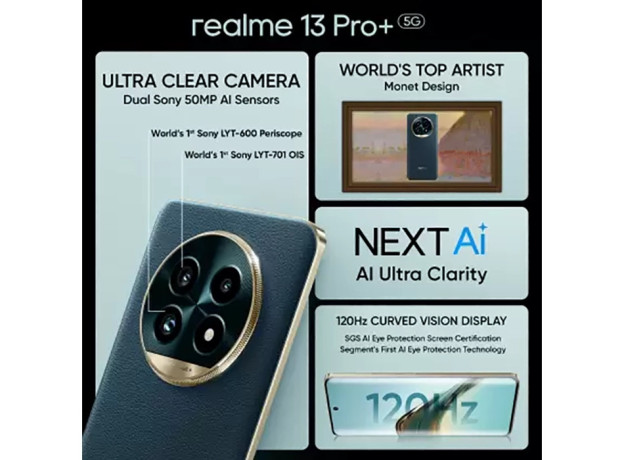 realme 13 Pro+ 5G
ULTRA CLEAR CAMERA
Dual Sony 50MP AI Sensors
World's 1st Sony LYT-600 Periscope
World's 1st Sony LYT-701 OIS
WORLD'S TOP ARTIST
Monet Design
NEXT Ai
AI Ultra Clarity
120Hz CURVED VISION DISPLAY
SGS AI Eye Protection Screen Certification
Segment's First AI Eye Protection Technology
120Hz